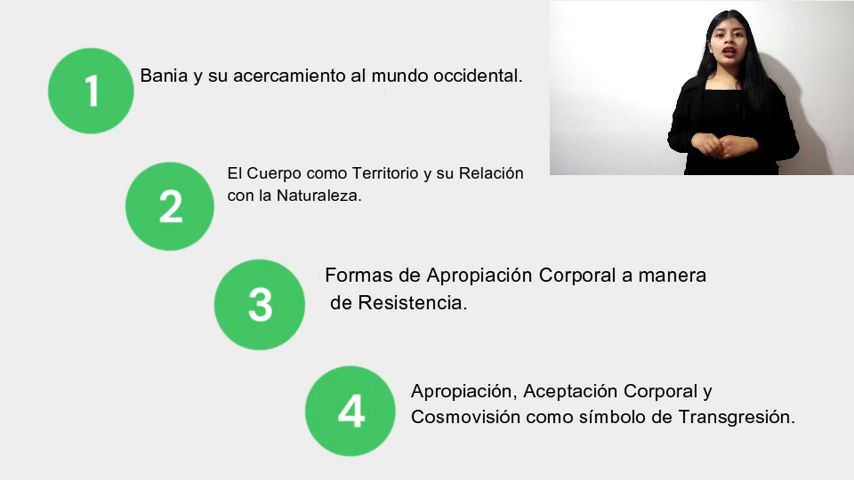 1
Bania y su acercamiento al mundo occidental.
2
El Cuerpo como Territorio y su Relación
con la Naturaleza.
3
Formas de Apropiación Corporal a manera
de Resistencia.
4
Apropiación, Aceptación Corporal y
Cosmovisión como símbolo de Transgresión.